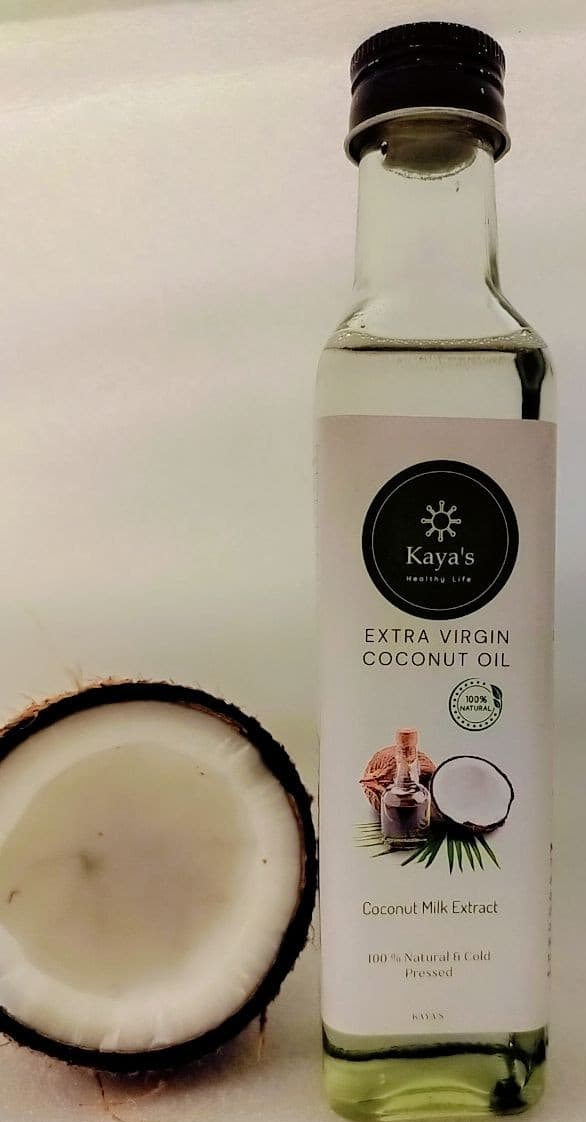 Kaya's
Healthy Life
EXTRA VIRGIN
COCONUT OIL
100%
NATURAL
Coconut Milk Extract
100 % Natural & Cold
Pressed
KAYA'S